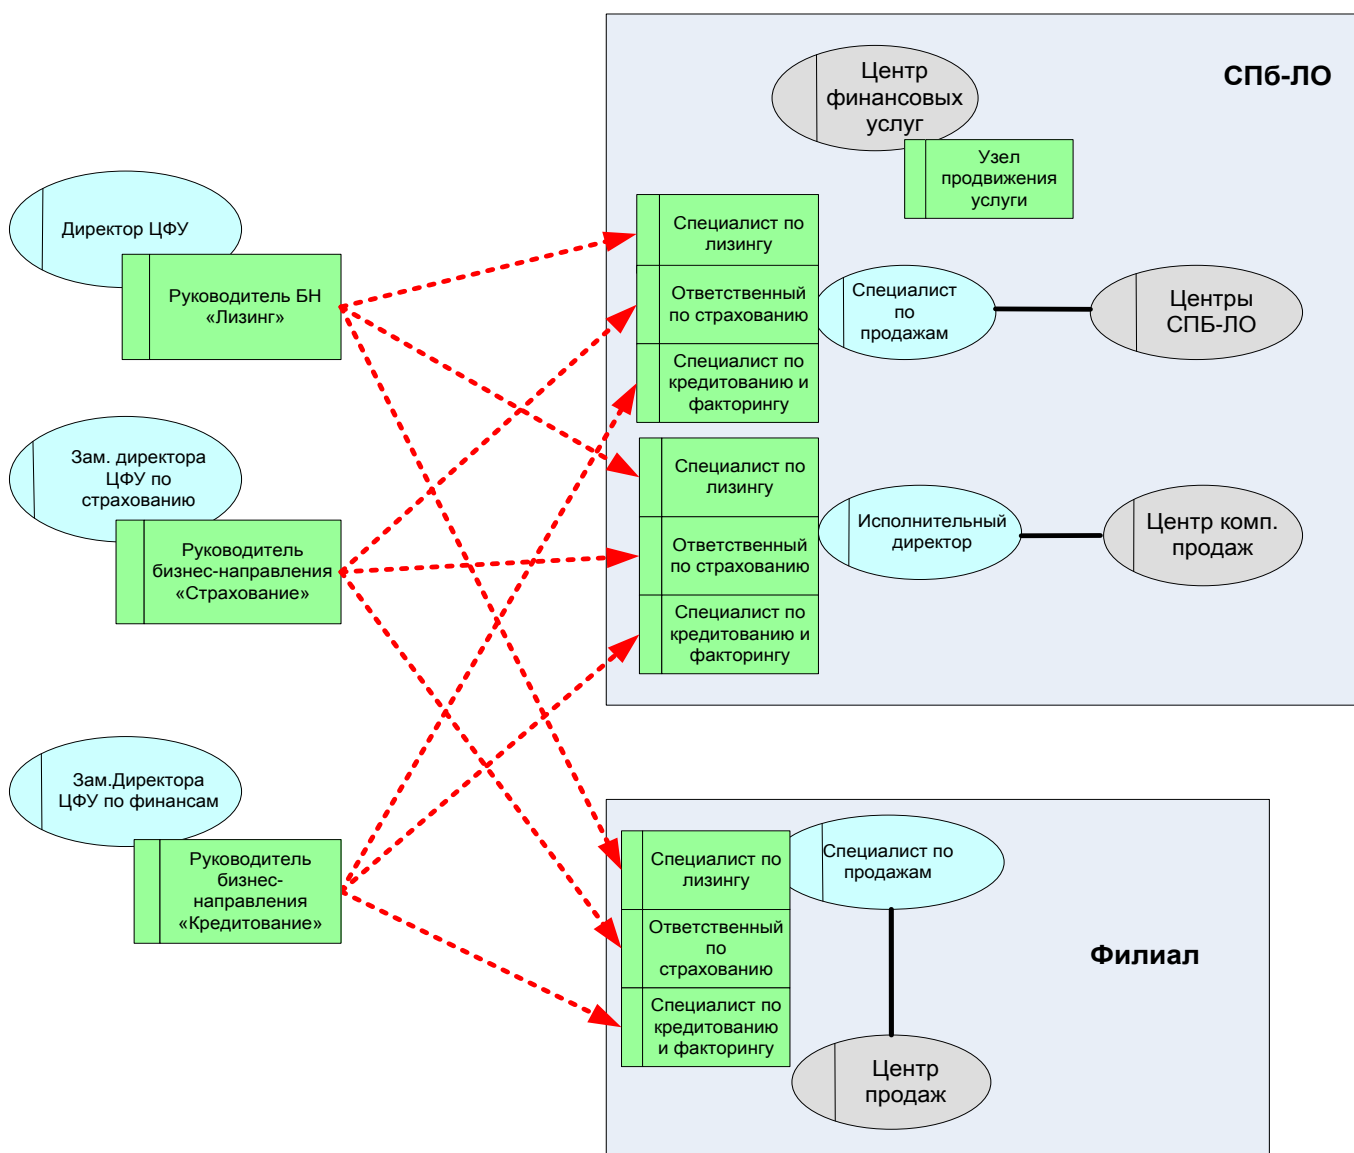 СПб-ЛО
Центр
финансовых
услуг
Узел
продвижения
услуги
Директор ЦФУ
Руководитель БН
«Лизинг»
Специалист по
лизингу
Ответственный
по страхованию
Специалист по
кредитованию и
факторингу
Специалист
по
продажам
Центры
СПБ-ЛО
Зам. директора
ЦФУ по
страхованию
Руководитель
бизнес-направления
«Страхование»
Специалист по
лизингу
Ответственный
по страхованию
Специалист по
кредитованию и
факторингу
Исполнительный
директор
Центр комп.
продаж
Зам.Директора
ЦФУ по финансам
Руководитель
бизнес-
направления
«Кредитование»
Специалист по
лизингу
Ответственный
по
страхованию
Специалист по
кредитованию
и факторингу
Специалист по
продажам
Филиал
Центр
продаж